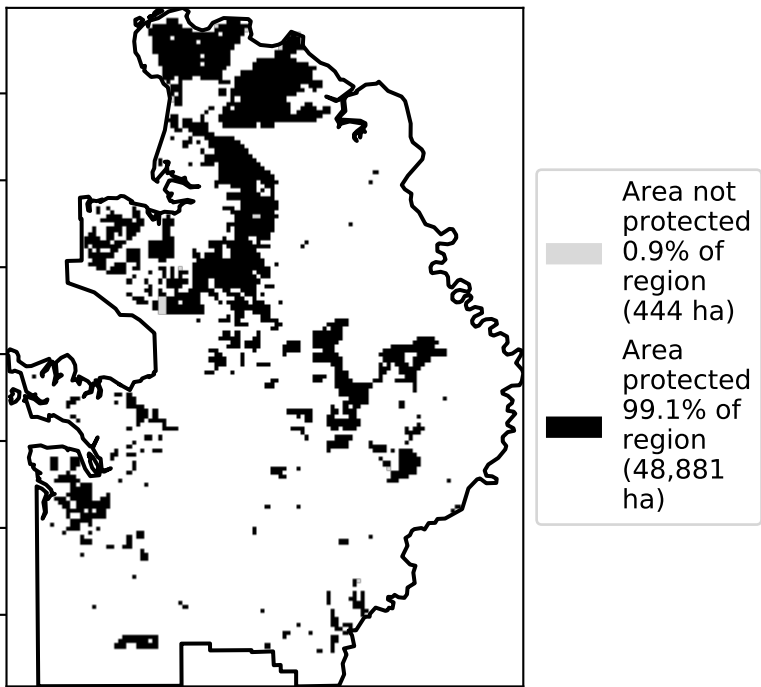 Area not
protected
0.9% of
region
(444 ha)
Area
protected
99.1% of
region
(48,881
ha)